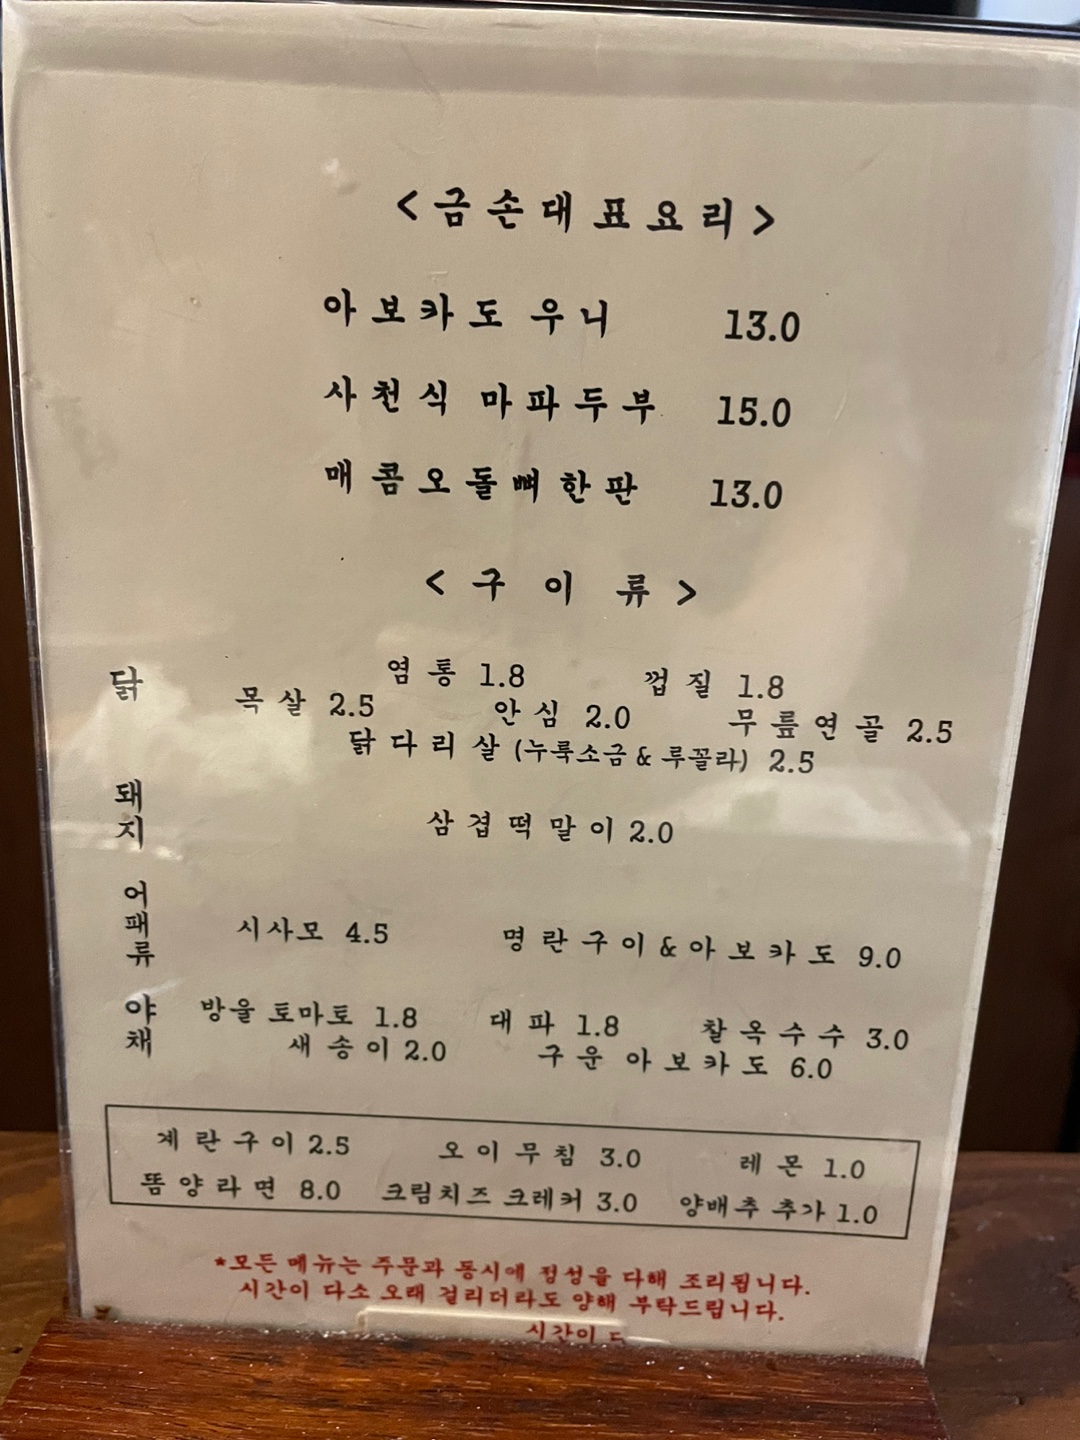 <금손대표요리>
아보카도 우니 13.0
사천식 마파두부 15.0
매콤오돌뼈한판 13.0
<구이류>
닭
염통 1.8 껍질 1.8
목살 2.5 안심 2.0 무릎연골 2.5
닭다리살 (누룩소금 & 루꼴라) 2.5
돼지
삼겹떡말이 2.0
어패류
시사모 4.5 명란구이&아보카도 9.0
야채
방울 토마토 1.8 대파 1.8 찰옥수수 3.0
새송이 2.0 구운 아보카도 6.0
계란구이 2.5 오이무침 3.0 레몬 1.0
똠양라면 8.0 크림치즈 크레커 3.0 양배추 추가 1.0
*모든 메뉴는 주문과 동시에 정성을 다해 조리됩니다.
시간이 다소 오래 걸리더라도 양해 부탁드립니다.
시간이